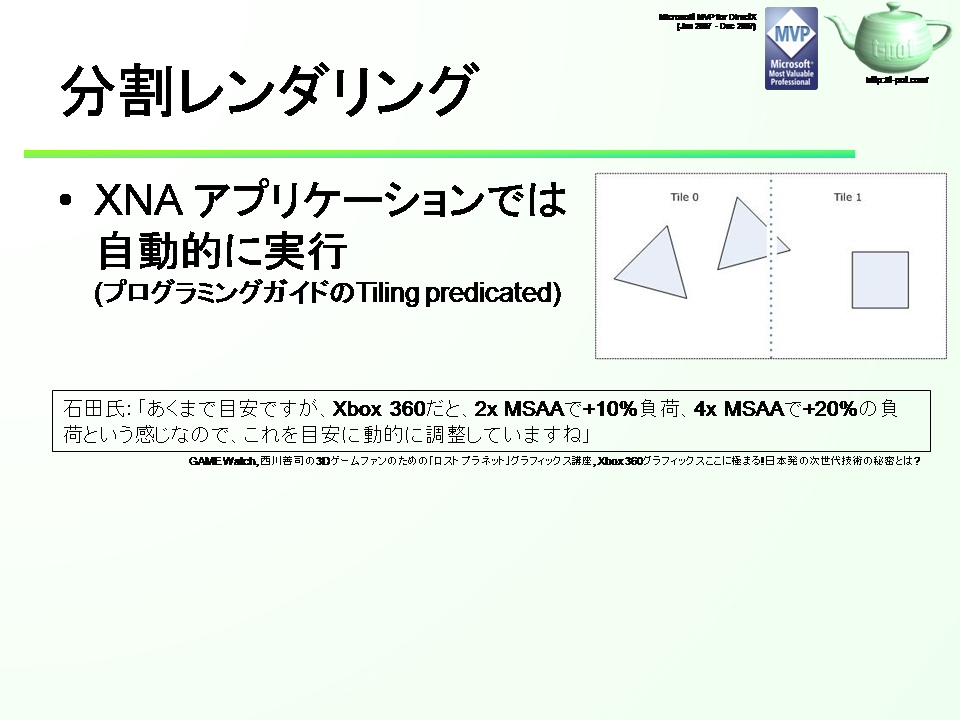 Microsoft MVP for DirectX
(Jan 2007 - Dec 2007)
MVP
Microsoft®
Most Valuable
Professional
t-pot
http://t-pot.com/
分割レンダリング
• XNA アプリケーションでは
自動的に実行
(プログラミングガイドのTiling predicated)
Tile 0
Tile 1
石田氏: 「あくまで目安ですが、Xbox 360だと、2x MSAAで+10%負荷、4x MSAAで+20%の負
荷という感じなので、これを目安に動的に調整していますね」
GAME Watch, 西川善司の3Dゲームファンのための「ロスト プラネット」グラフィックス講座, Xbox 360グラフィックスここに極まる!日本発の次世代技術の秘密とは?